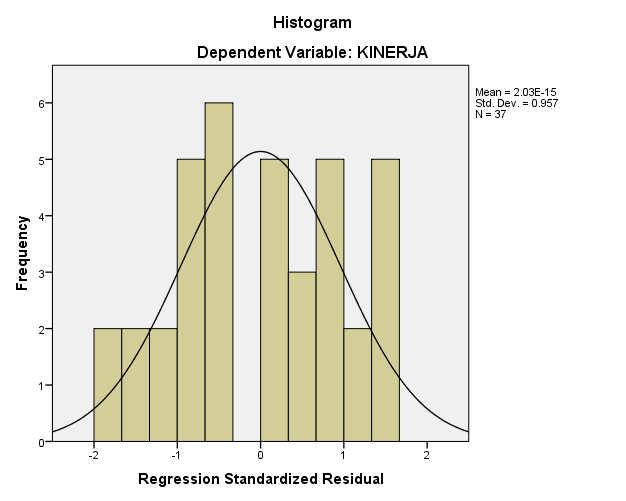 Histogram
Dependent Variable: KINERJA
Mean = 2.03E-15
Std. Dev. = 0.957
N = 37
Frequency
6
5
4
3
2
1
0
-2 -1 0 1 2
Regression Standardized Residual